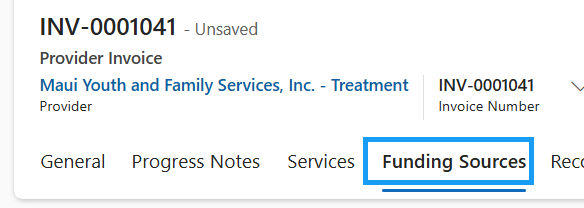 INV-0001041 - Unsaved
Provider Invoice
Maui Youth and Family Services, Inc. - Treatment
Provider
INV-0001041
Invoice Number
General Progress Notes Services Funding Sources Reco